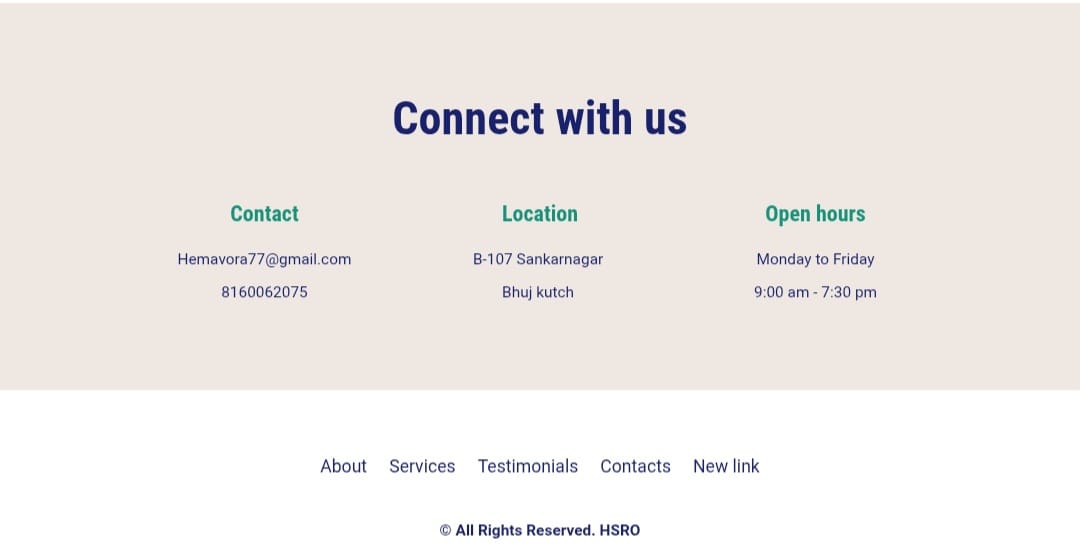 Connect with us
Contact
Hemavora77@gmail.com
8160062075
Location
B-107 Sankarnagar
Bhuj kutch
Open hours
Monday to Friday
9:00 am - 7:30 pm
About Services Testimonials Contacts New link
© All Rights Reserved. HSRO